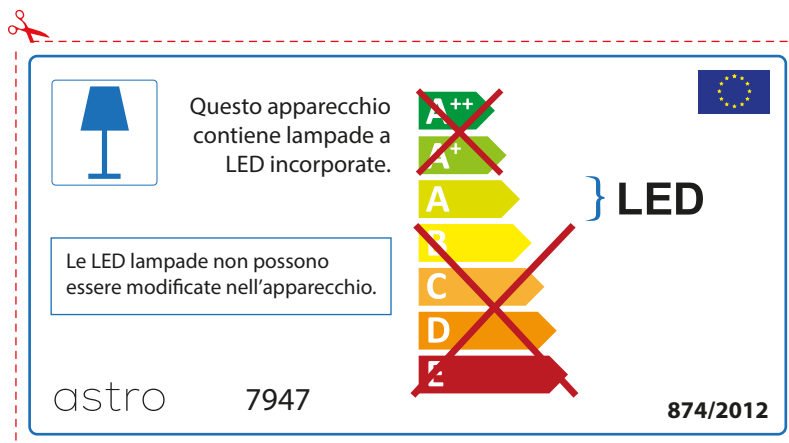 Questo apparecchio
contiene lampade a
LED incorporate.
Le LED lampade non possono
essere modificate nell'apparecchio.
A++
A+
A
B
C
D
E
LED
astro
7947
874/2012